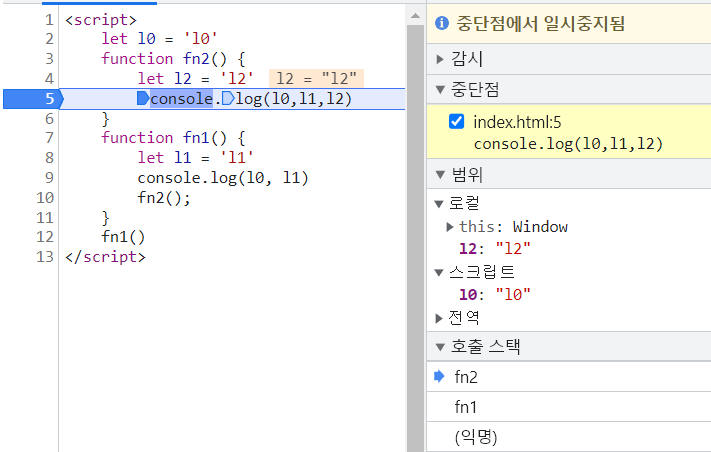 1 <script>
2 let l0 = 'l0'
3 function fn2() {
4 let l2 = 'l2' l2 = "l2"
5 console.log(l0,l1,l2)
6 }
7 function fn1() {
8 let l1 = 'l1'
9 console.log(l0, l1)
10 fn2();
11 }
12 fn1()
13 </script>
중단점에서 일시중지됨
감시
중단점
index.html:5
console.log(l0,l1,l2)
범위
로컬
this: Window
l2: "l2"
스크립트
l0: "l0"
전역
호출 스택
fn2
fn1
(익명)